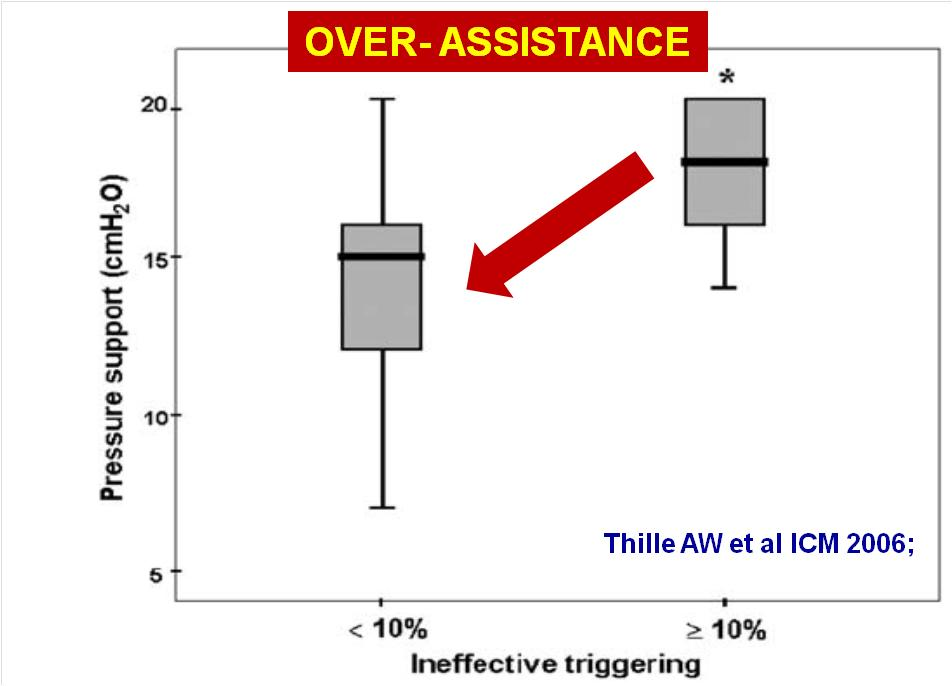 OVER- ASSISTANCE
*
20
15
10
5
Pressure support (cmH₂O)
Thille AW et al ICM 2006;
< 10%
≥ 10%
Ineffective triggering